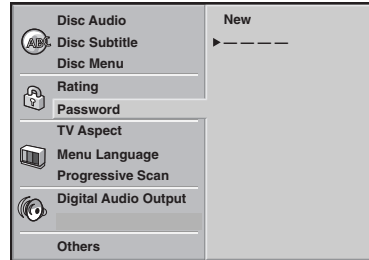 Disc Audio
ABC
Disc Subtitle
Disc Menu
Rating
Password
TV Aspect
Menu Language
Progressive Scan
Digital Audio Output
Others
New
▶ — — — —